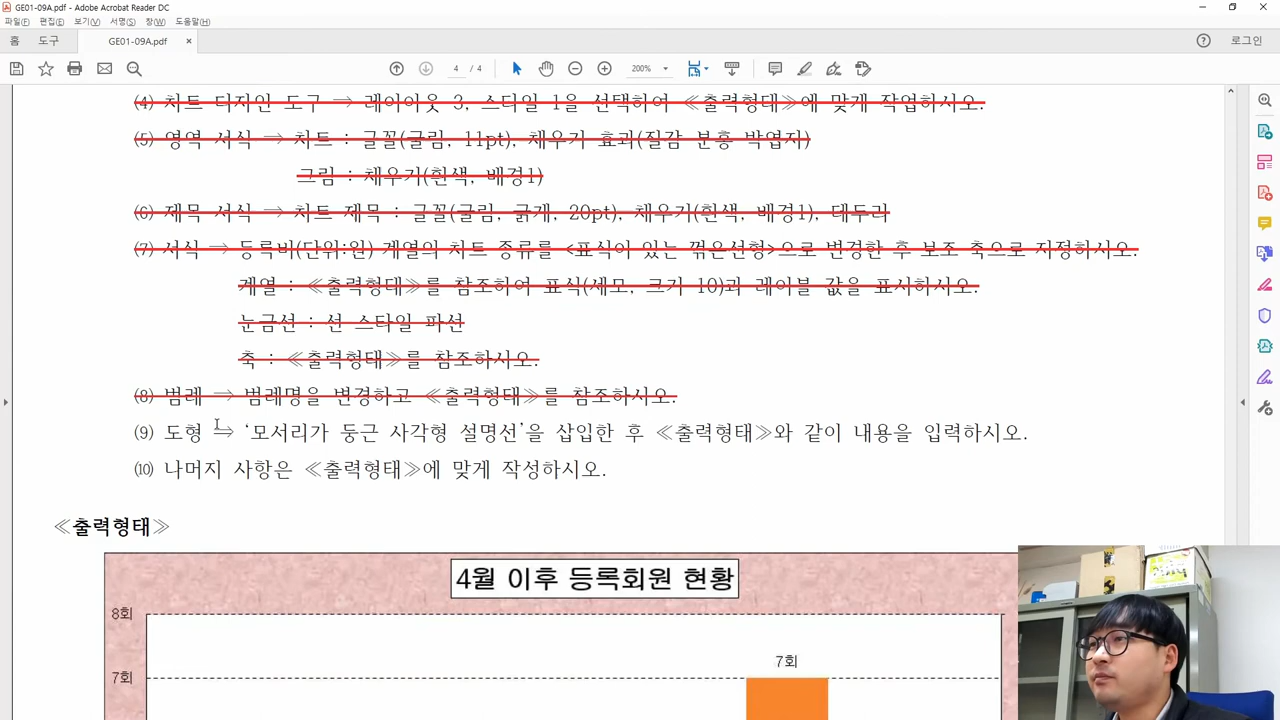 GE01-09A.pdf - Adobe Acrobat Reader DC
파일(F) 편집(E) 보기(V) 서명(S) 창(W) 도움말(H)
홈 도구 GE01-09A.pdf × 로그인
4 / 4 200%
(4) 차트 디자인 도구 ⇒ 레이아웃 3, 스타일 1을 선택하여 ≪출력형태≫에 맞게 작업하시오.
(5) 영역 서식 ⇒ 차트 : 글꼴(굴림, 11pt), 채우기 효과(질감 분홍 박엽지)
그림 : 채우기(흰색, 배경1)
(6) 제목 서식 ⇒ 차트 제목 : 글꼴(굴림, 굵게, 20pt), 채우기(흰색, 배경1), 테두리
(7) 서식 ⇒ 등록비(단위:원) 계열의 차트 종류를 <표식이 있는 꺾은선형>으로 변경한 후 보조 축으로 지정하시오.
계열 : ≪출력형태≫를 참조하여 표식(세모, 크기 10)과 레이블 값을 표시하시오.
눈금선 : 선 스타일 파선
축 : ≪출력형태≫를 참조하시오.
(8) 범례 ⇒ 범례명을 변경하고 ≪출력형태≫를 참조하시오.
(9) 도형 ⇒ ‘모서리가 둥근 사각형 설명선’을 삽입한 후 ≪출력형태≫와 같이 내용을 입력하시오.
(10) 나머지 사항은 ≪출력형태≫에 맞게 작성하시오.
≪출력형태≫
4월 이후 등록회원 현황
8회
7회
7회